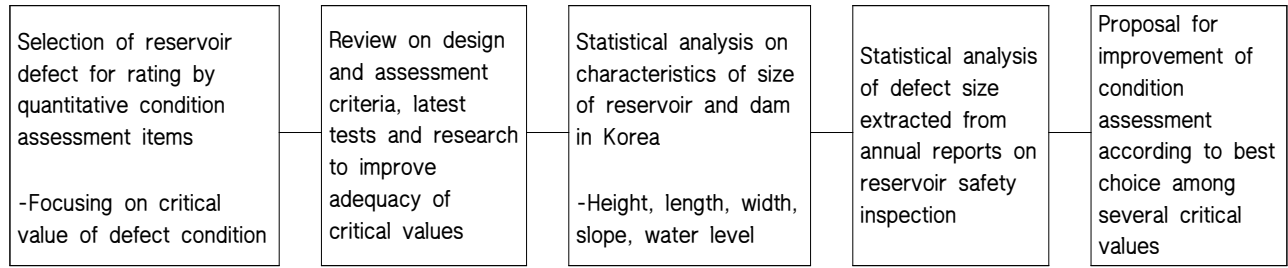 Selection of reservoir
defect for rating by
quantitative condition
assessment items
-Focusing on critical
value of defect condition
Review on design
and assessment
criteria, latest
tests and research
to improve
adequacy of
critical values
Statistical analysis on
characteristics of size
of reservoir and dam
in Korea
-Height, length, width,
slope, water level
Statistical analysis
of defect size
extracted from
annual reports on
reservoir safety
inspection
Proposal for
improvement of
condition
assessment
according to best
choice among
several critical
values